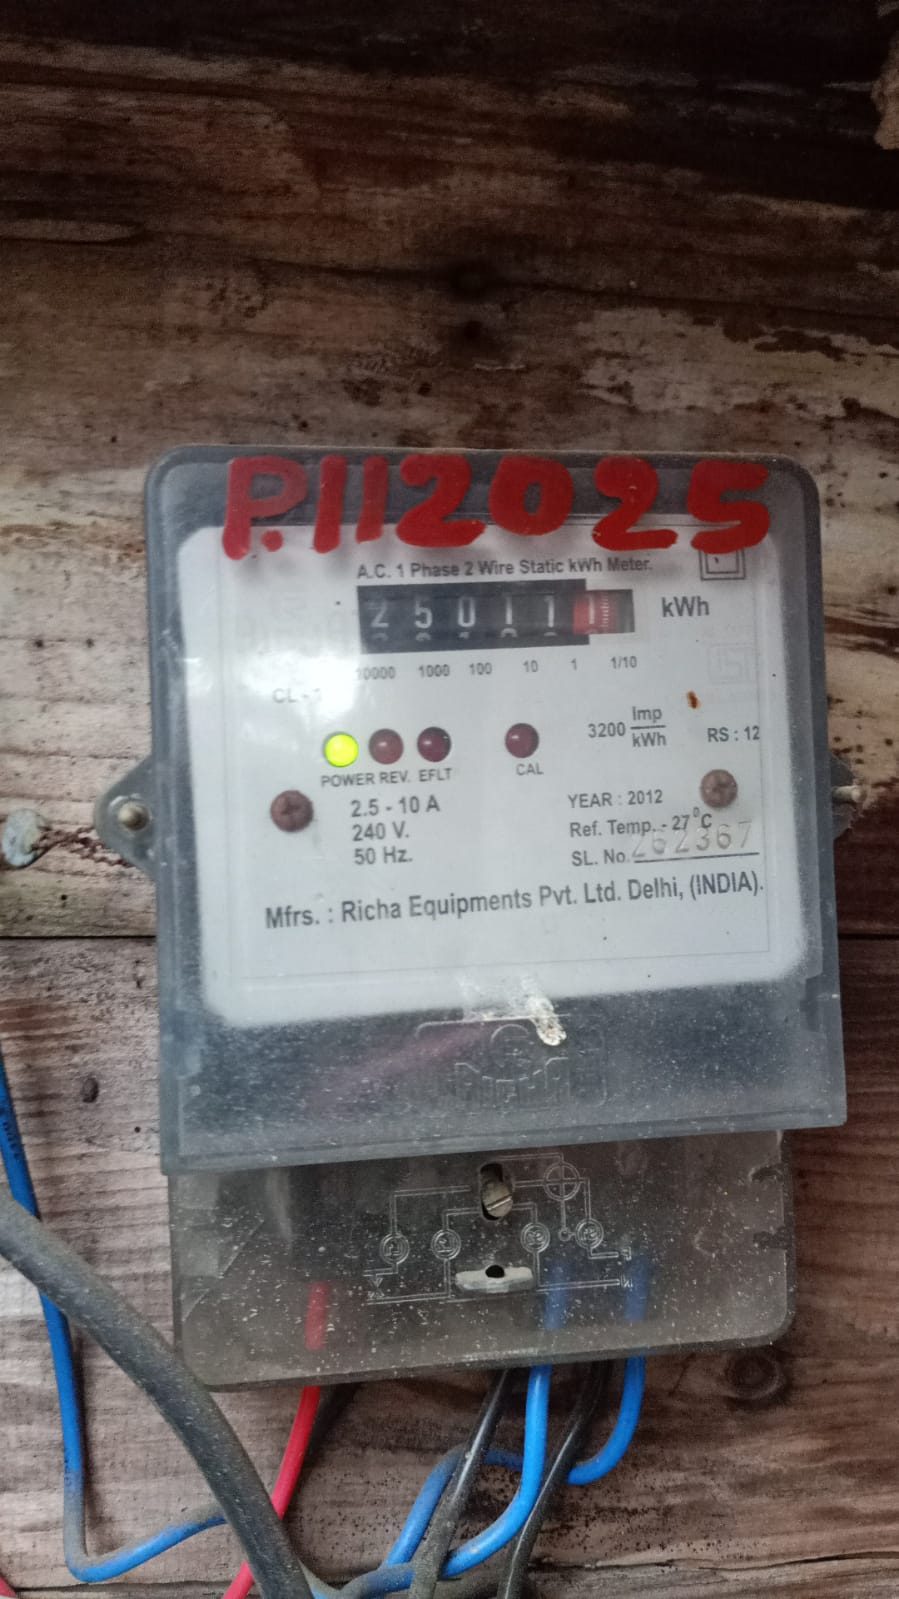 P.112025
A.C. 1 Phase 2 Wire Static kWh Meter.
250111 kWh
10000 1000 100 10 1 1/10
CL - 1
3200 Imp/kWh
RS : 12
POWER REV. EFLT CAL
2.5 - 10 A
240 V.
50 Hz.
YEAR : 2012
Ref. Temp. - 27°C
SL. No. 262367
Mfrs. : Richa Equipments Pvt. Ltd. Delhi, (INDIA).